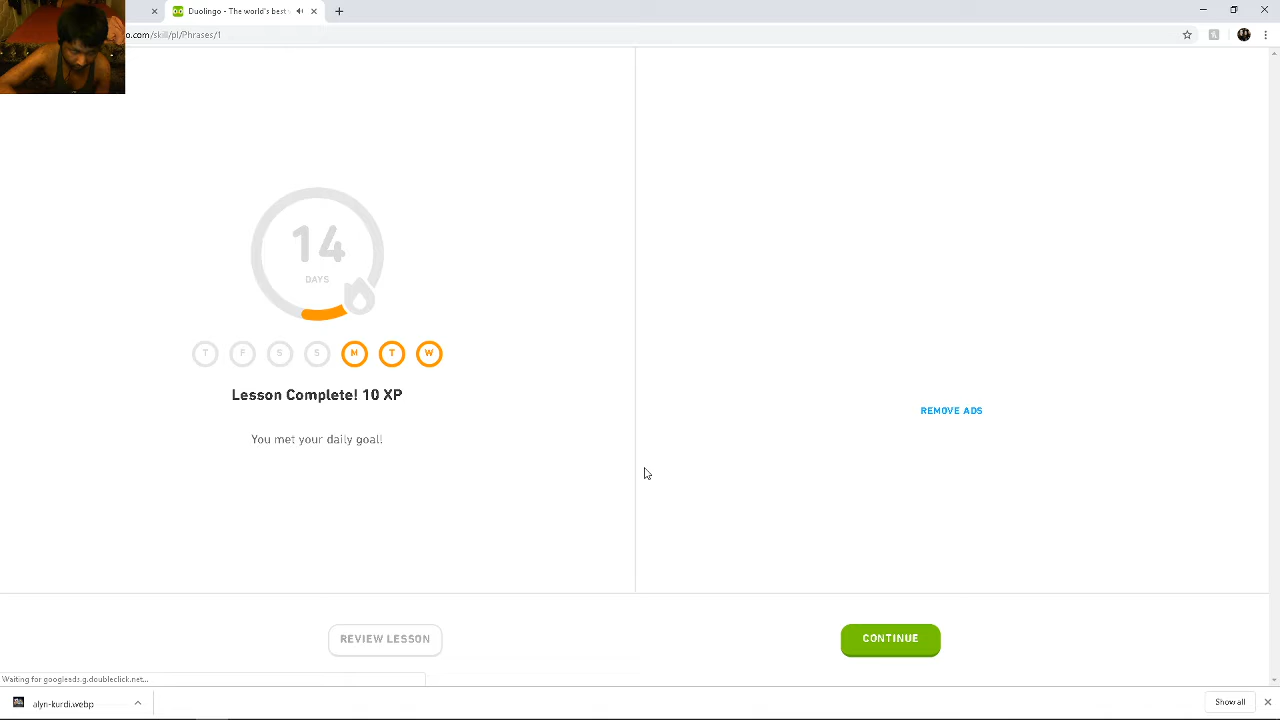 Duolingo - The world's best
o.com/skill/pl/Phrases/1
14
DAYS
T F S S M T W
Lesson Complete! 10 XP
You met your daily goal!
REMOVE ADS
REVIEW LESSON
CONTINUE
Waiting for googleads.g.doubleclick.net...
alyn-kurdi.webp
Show all